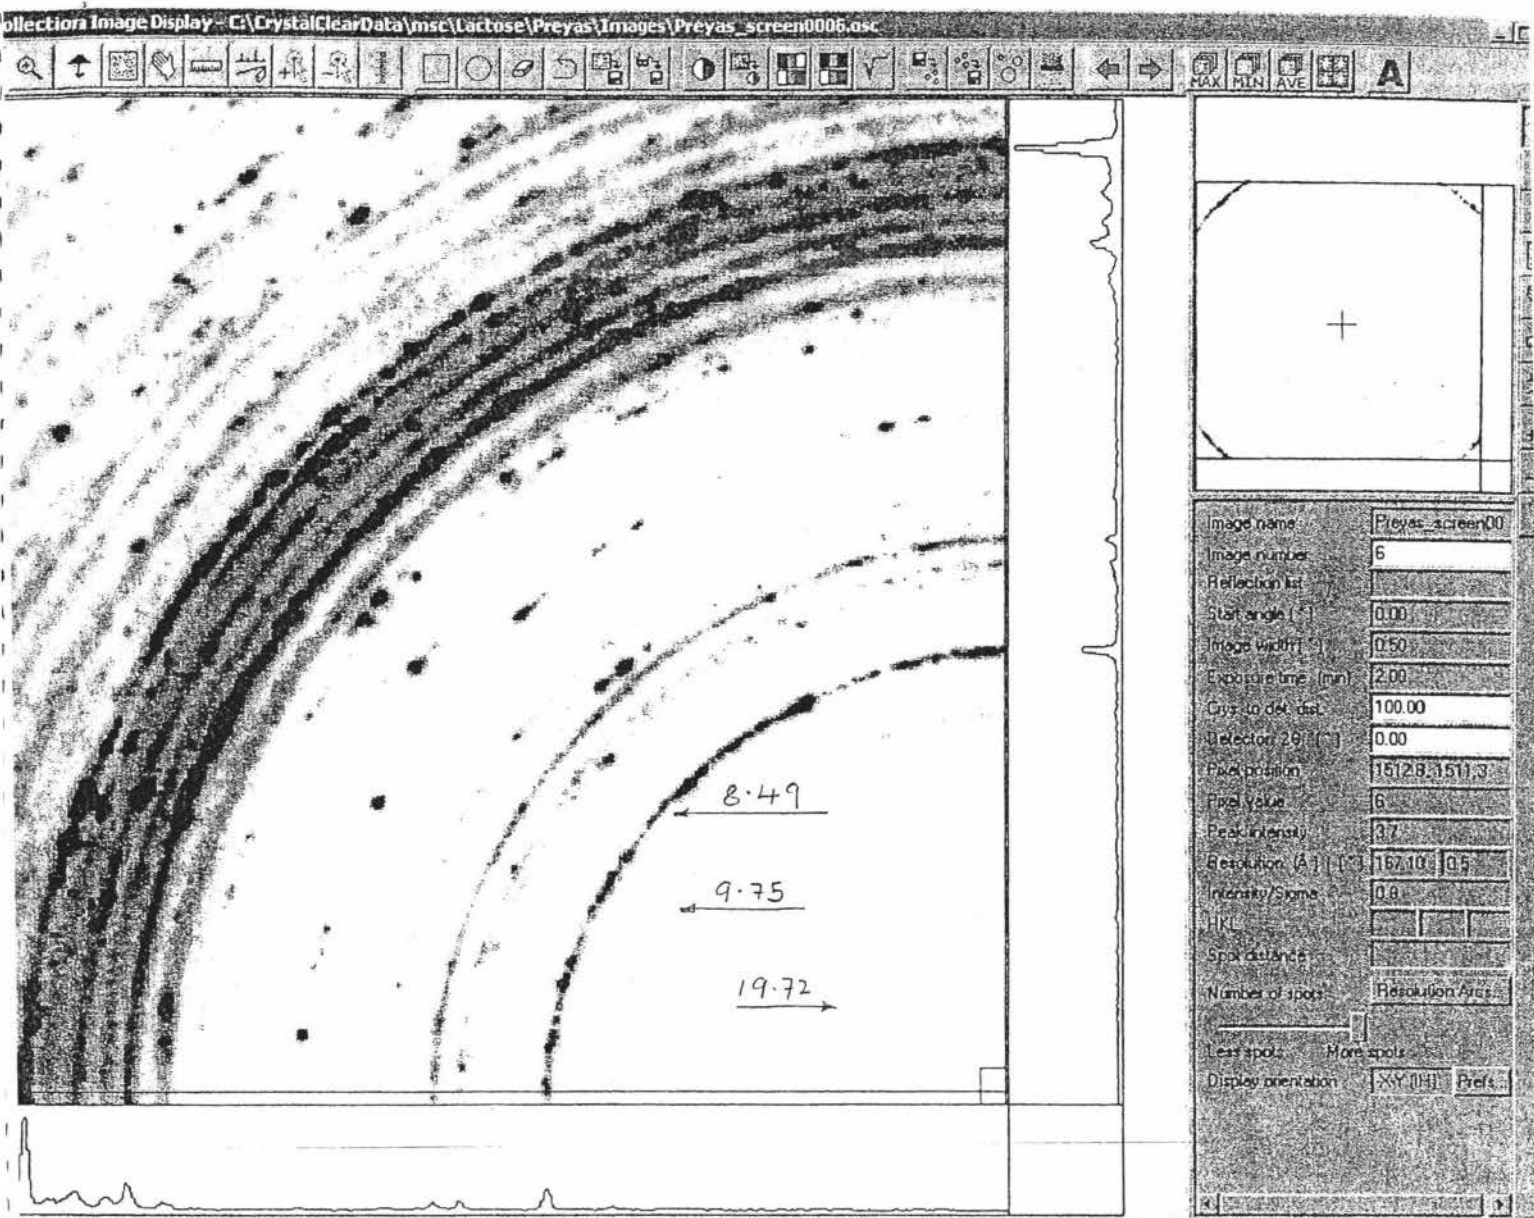 ollection Image Display - C:\CrystalClearData\msc\Lactose\Preyas\Images\Preyas_screen0006.osc
MAX MIN AVE A
8.49
9.75
19.72
Image name Preyas_screen00
Image number 6
Reflection list
Start angle [°] 0.00
Image width [°] 0.50
Exposure time (min) 2.00
Crys. to det. dist. 100.00
Detector 2θ [°] 0.00
Pixel position 1512.8, 1511.3
Pixel value 6
Peak intensity 3.7
Resolution (Å) | [°] 167.10 0.5
Intensity/Sigma 0.8
HKL
Spot distance
Number of spots Resolution Arcs...
Less spots More spots
Display orientation -X-Y (IH) Prefs...